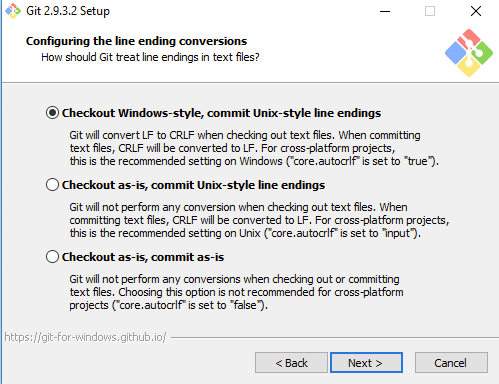 Git 2.9.3.2 Setup
Configuring the line ending conversions
How should Git treat line endings in text files?
Checkout Windows-style, commit Unix-style line endings
Git will convert LF to CRLF when checking out text files. When committing
text files, CRLF will be converted to LF. For cross-platform projects,
this is the recommended setting on Windows ("core.autocrlf" is set to "true").
Checkout as-is, commit Unix-style line endings
Git will not perform any conversion when checking out text files. When
committing text files, CRLF will be converted to LF. For cross-platform projects,
this is the recommended setting on Unix ("core.autocrlf" is set to "input").
Checkout as-is, commit as-is
Git will not perform any conversions when checking out or committing
text files. Choosing this option is not recommended for cross-platform
projects ("core.autocrlf" is set to "false").
https://git-for-windows.github.io/
< Back
Next >
Cancel